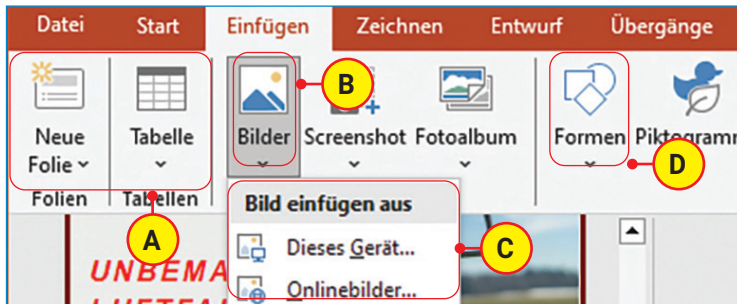 Datei Start Einfügen Zeichnen Entwurf Übergänge
B
Neue Tabelle Bilder Screenshot Fotoalbum Formen
Folie
D
Folien Tabellen
Bild einfügen aus
A
Dieses Gerät...
C
UNBEMA
Onlinebilder...